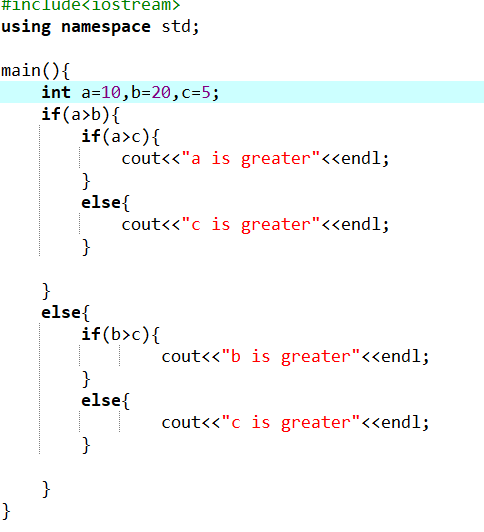 #include<iostream>
using namespace std;
main(){
int a=10,b=20,c=5;
if(a>b){
if(a>c){
cout<<"a is greater"<<endl;
}
else{
cout<<"c is greater"<<endl;
}
}
else{
if(b>c){
cout<<"b is greater"<<endl;
}
else{
cout<<"c is greater"<<endl;
}
}
}